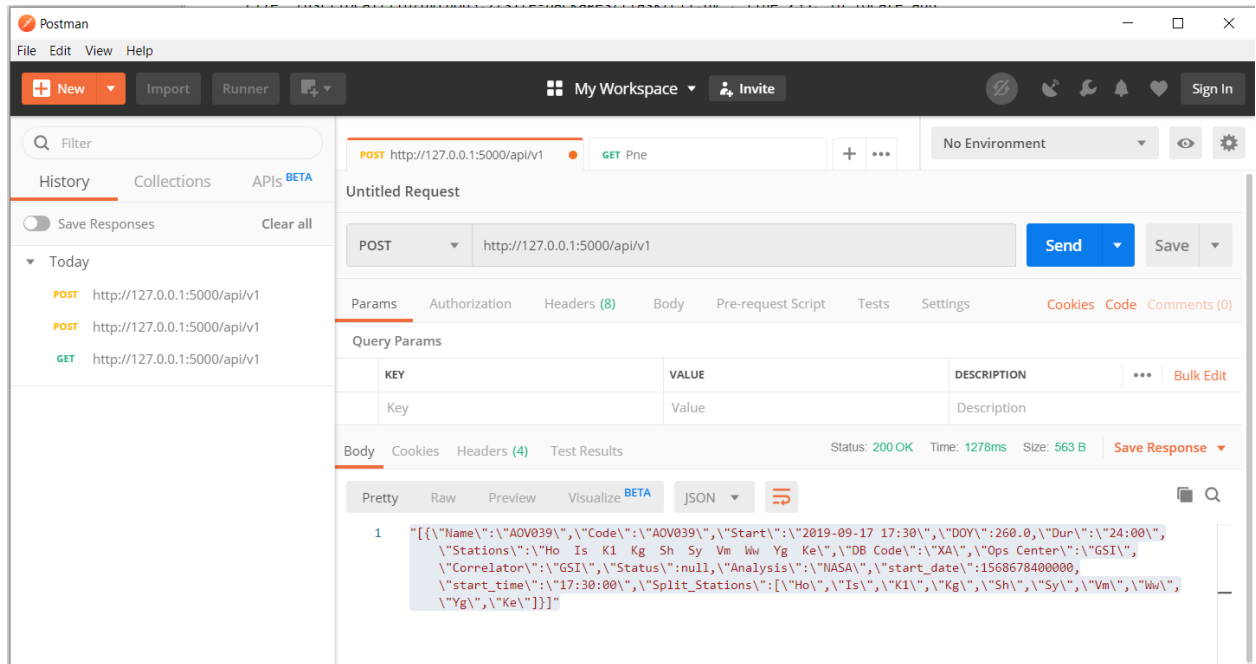 Postman
File Edit View Help
New Import Runner My Workspace Invite Sign In
Filter
History Collections APIs BETA
Save Responses Clear all
Today
POST http://127.0.0.1:5000/api/v1
POST http://127.0.0.1:5000/api/v1
GET http://127.0.0.1:5000/api/v1
POST http://127.0.0.1:5000/api/v1 GET Pne No Environment
Untitled Request
POST http://127.0.0.1:5000/api/v1 Send Save
Params Authorization Headers (8) Body Pre-request Script Tests Settings Cookies Code Comments (0)
Query Params
KEY VALUE DESCRIPTION Bulk Edit
Key Value Description
Body Cookies Headers (4) Test Results Status: 200 OK Time: 1278ms Size: 563 B Save Response
Pretty Raw Preview Visualize BETA JSON
1 "[{\"Name\":\"AOV039\",\"Code\":\"AOV039\",\"Start\":\"2019-09-17 17:30\",\"DOY\":260.0,\"Dur\":\"24:00\",
\"Stations\":\"Ho  Is  K1  Kg  Sh  Sy  Vm  Ww  Yg  Ke\",\"DB Code\":\"XA\",\"Ops Center\":\"GSI\",
\"Correlator\":\"GSI\",\"Status\":null,\"Analysis\":\"NASA\",\"start_date\":1568678400000,
\"start_time\":\"17:30:00\",\"Split_Stations\":[\"Ho\",\"Is\",\"K1\",\"Kg\",\"Sh\",\"Sy\",\"Vm\",\"Ww\",
\"Yg\",\"Ke\"]}]"